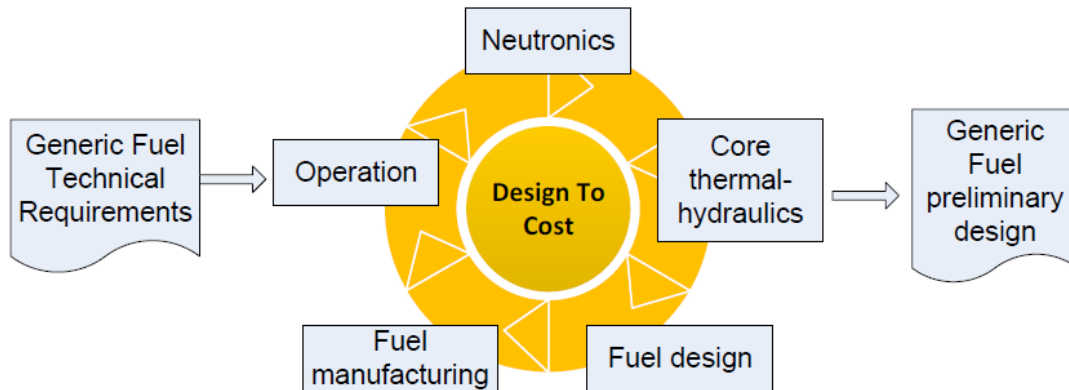 Neutronics
Generic Fuel
Technical
Requirements
Operation
Design To
Cost
Core
thermal-
hydraulics
Generic
Fuel
preliminary
design
Fuel
manufacturing
Fuel design